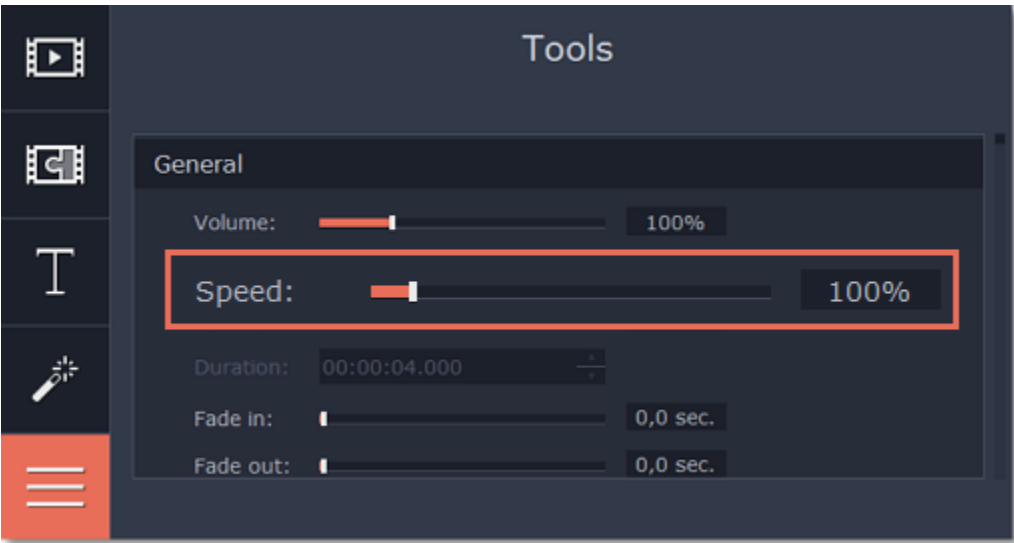 Tools
General
Volume: 100%
Speed: 100%
Duration: 00:00:04.000
Fade in: 0,0 sec.
Fade out: 0,0 sec.
T